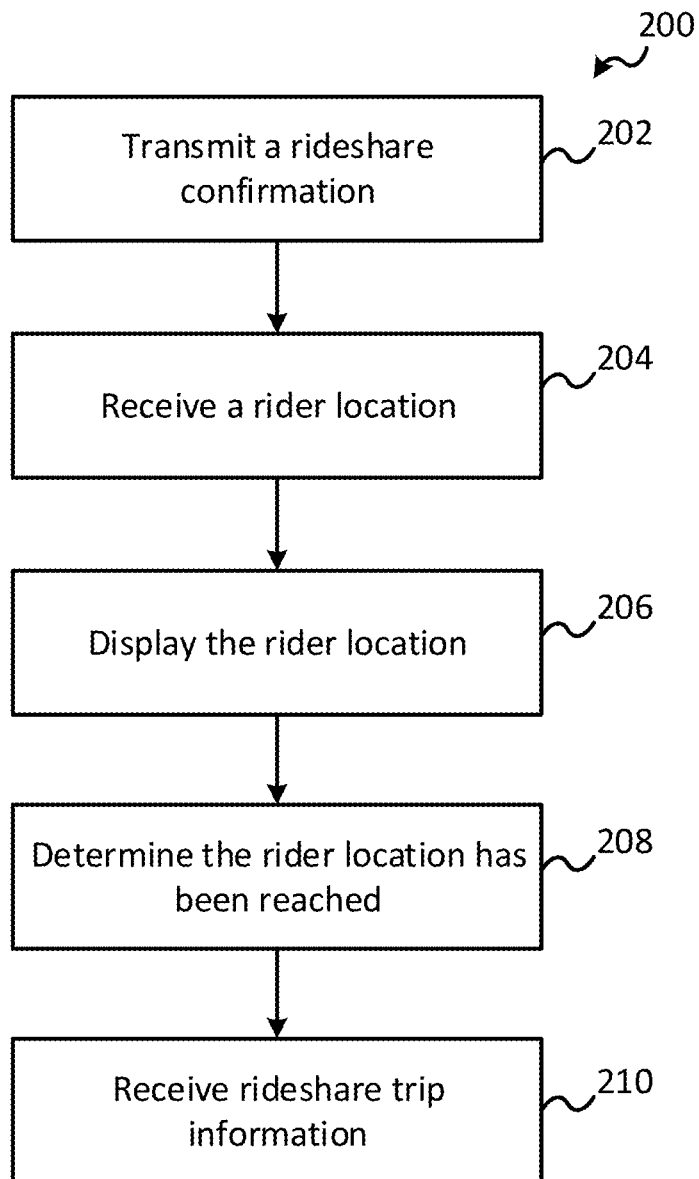 200
Transmit a rideshare
confirmation
202
Receive a rider location
204
Display the rider location
206
Determine the rider location has
been reached
208
Receive rideshare trip
information
210